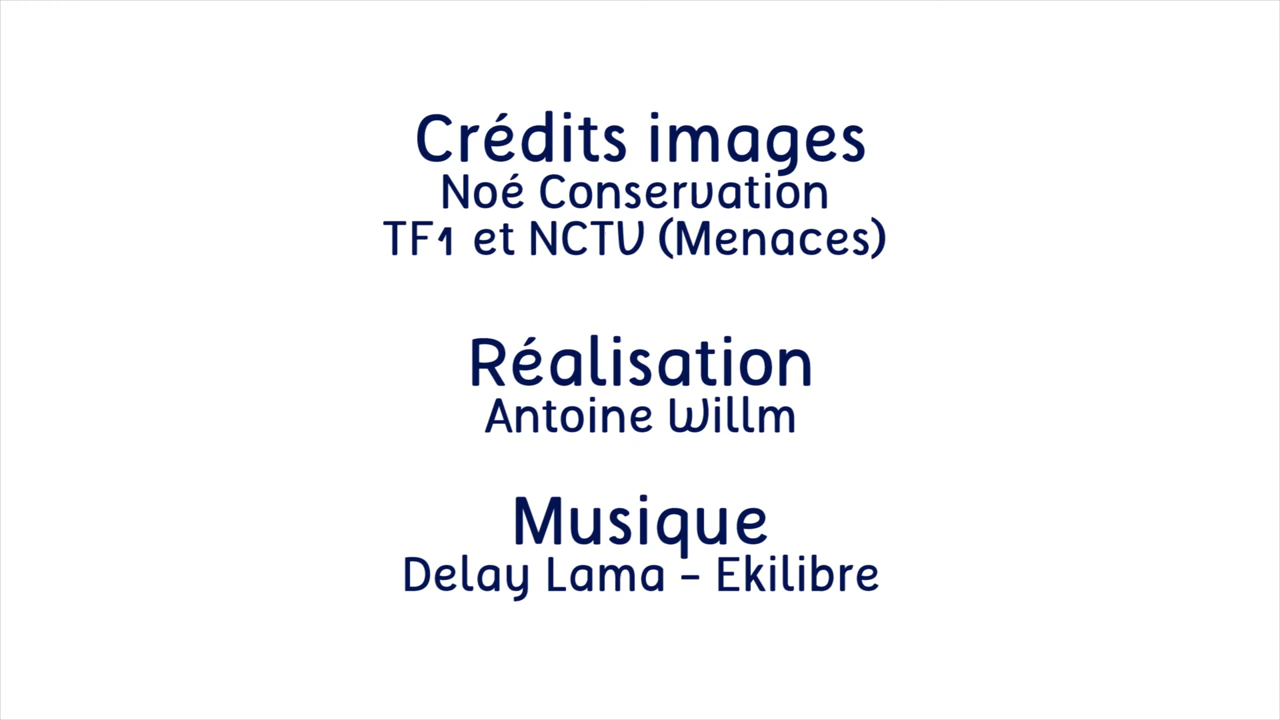 Crédits images
Noé Conservation
TF1 et NCTV (Menaces)
Réalisation
Antoine Willm
Musique
Delay Lama - Ekilibre